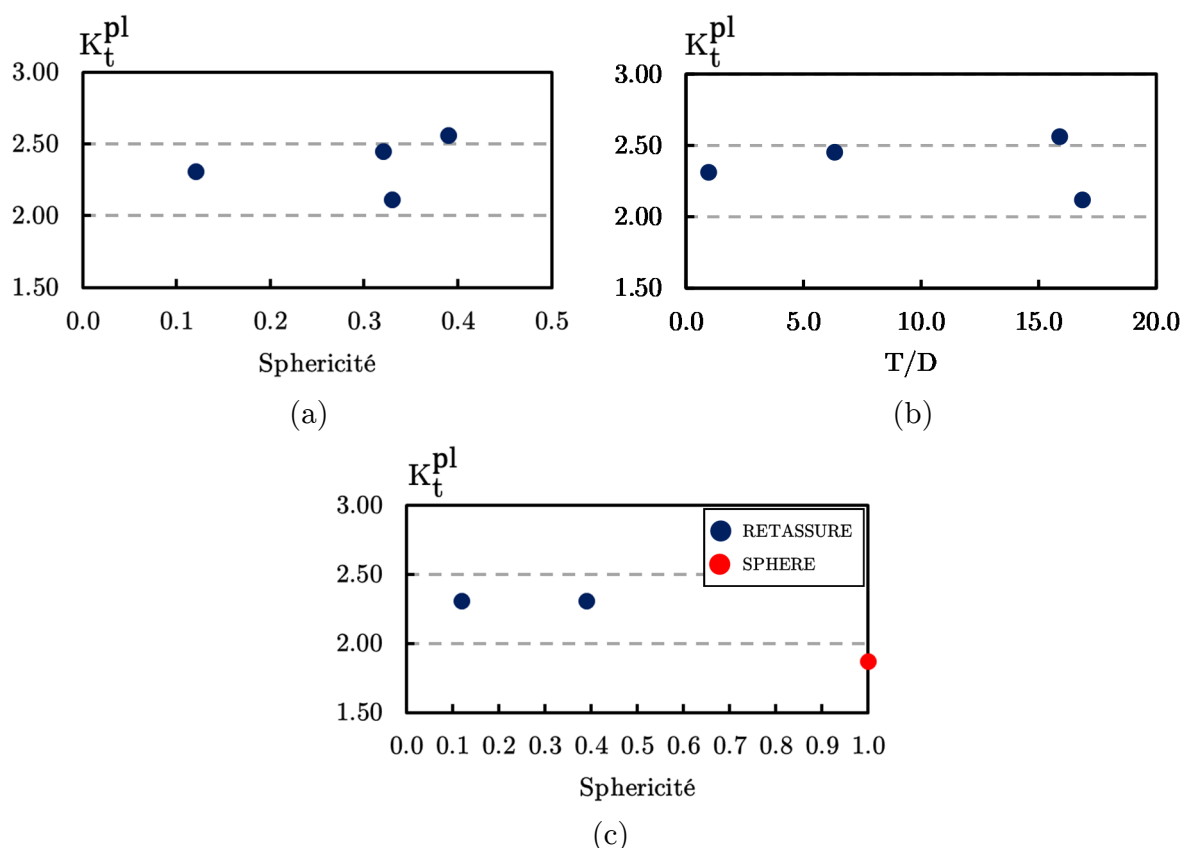 K_t^pl
3.00
2.50
2.00
1.50
0.0 0.1 0.2 0.3 0.4 0.5
Sphericité
(a)
K_t^pl
3.00
2.50
2.00
1.50
0.0 5.0 10.0 15.0 20.0
T/D
(b)
K_t^pl
3.00
2.50
2.00
1.50
RETASSURE
SPHERE
0.0 0.1 0.2 0.3 0.4 0.5 0.6 0.7 0.8 0.9 1.0
Sphericité
(c)